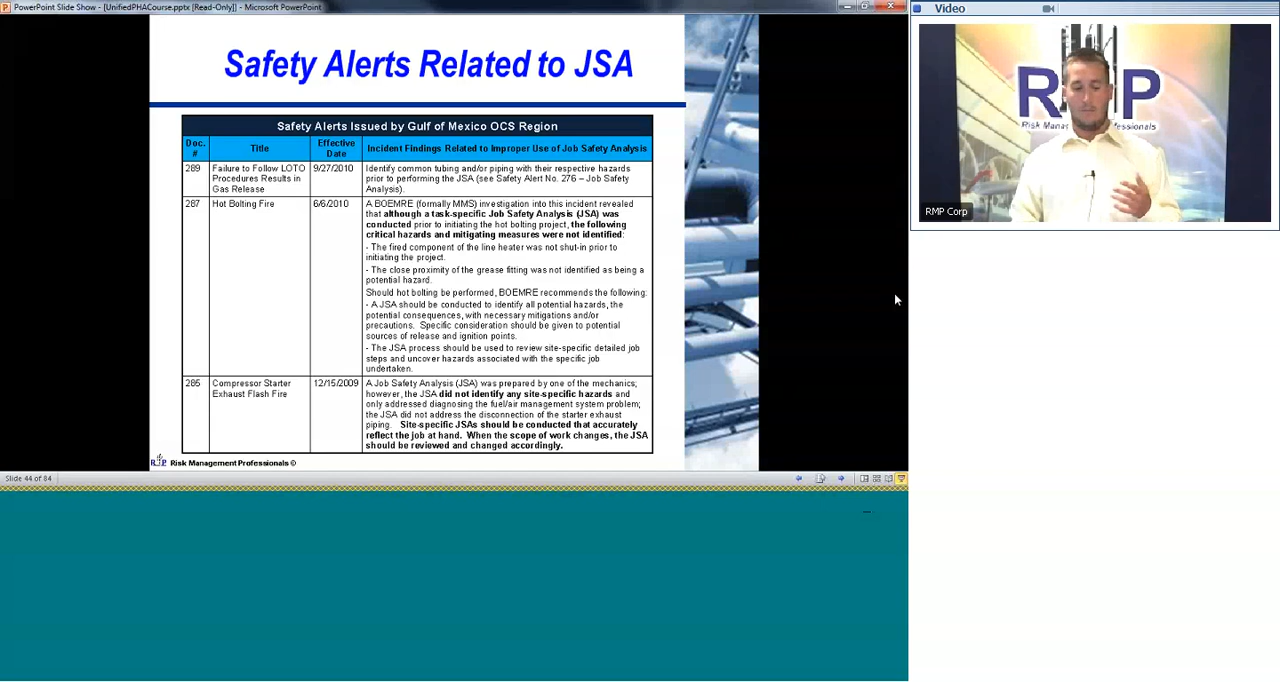 PowerPoint Slide Show - [UnifiedPHACourse.pptx [Read-Only]] - Microsoft PowerPoint
Video
Safety Alerts Related to JSA
Safety Alerts Issued by Gulf of Mexico OCS Region
Doc. #
Title
Effective Date
Incident Findings Related to Improper Use of Job Safety Analysis
289
Failure to Follow LOTO
Procedures Results in
Gas Release
9/27/2010
Identify common tubing and/or piping with their respective hazards
prior to performing the JSA (see Safety Alert No. 276 – Job Safety
Analysis).
287
Hot Bolting Fire
6/6/2010
A BOEMRE (formally MMS) investigation into this incident revealed
that although a task-specific Job Safety Analysis (JSA) was
conducted prior to initiating the hot bolting project, the following
critical hazards and mitigating measures were not identified:
- The fired component of the line heater was not shut-in prior to
initiating the project.
- The close proximity of the grease fitting was not identified as being a
potential hazard.
Should hot bolting be performed, BOEMRE recommends the following:
- A JSA should be conducted to identify all potential hazards, the
potential consequences, with necessary mitigations and/or
precautions. Specific consideration should be given to potential
sources of release and ignition points.
- The JSA process should be used to review site-specific detailed job
steps and uncover hazards associated with the specific job
undertaken.
285
Compressor Starter
Exhaust Flash Fire
12/15/2009
A Job Safety Analysis (JSA) was prepared by one of the mechanics;
however, the JSA did not identify any site-specific hazards and
only addressed diagnosing the fuel/air management system problem;
the JSA did not address the disconnection of the starter exhaust
piping. Site-specific JSAs should be conducted that accurately
reflect the job at hand. When the scope of work changes, the JSA
should be reviewed and changed accordingly.
Risk Management Professionals ©
Slide 44 of 84
R P
RMP Corp